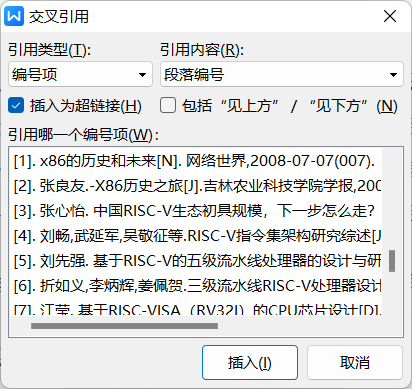 交叉引用
引用类型(T):
引用内容(R):
编号项
段落编号
插入为超链接(H)
包括“见上方” / “见下方”(N)
引用哪一个编号项(W):
[1]. x86的历史和未来[N]. 网络世界,2008-07-07(007).
[2]. 张良友.-X86历史之旅[J].吉林农业科技学院学报,200
[3]. 张心怡. 中国RISC-V生态初具规模，下一步怎么走?
[4]. 刘畅,武延军,吴敬征等.RISC-V指令集架构研究综述[J
[5]. 刘先强. 基于RISC-V的五级流水线处理器的设计与研
[6]. 折如义,李炳辉,姜佩贺.三级流水线RISC-V处理器设计
[7]. 江莹. 基于RISC-VISA（RV32I）的CPU芯片设计[D].
插入(I)
取消